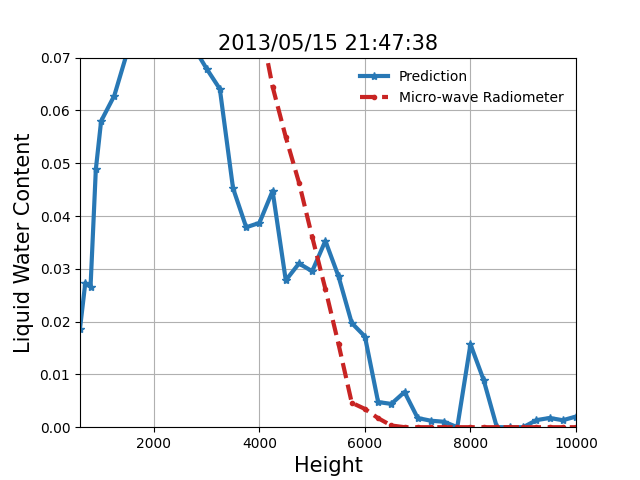 2013/05/15 21:47:38
0.07
0.06
0.05
0.04
0.03
0.02
0.01
0.00
Liquid Water Content
Prediction
Micro-wave Radiometer
2000 4000 6000 8000 10000
Height